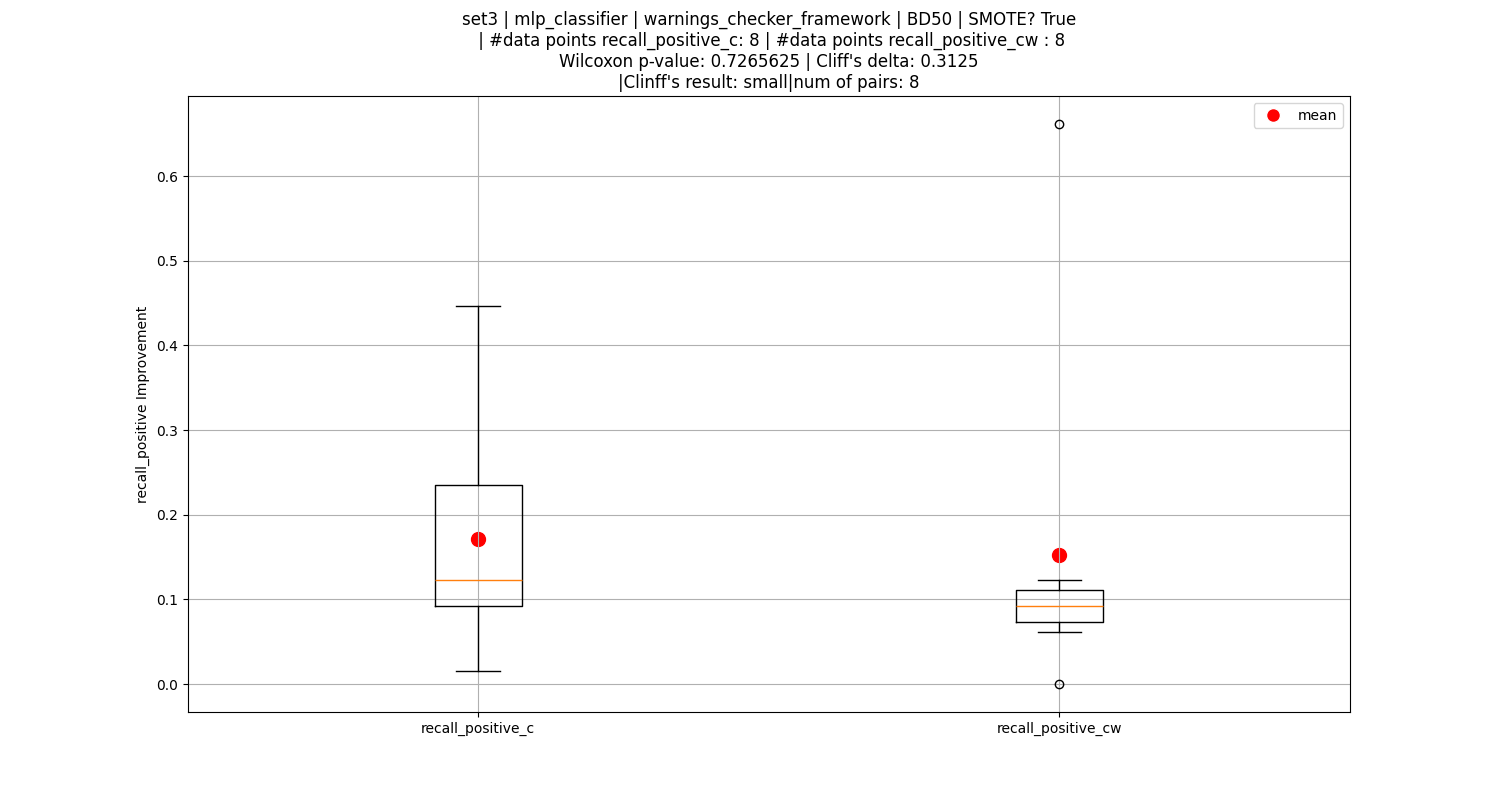 set3 | mlp_classifier | warnings_checker_framework | BD50 | SMOTE? True
| #data points recall_positive_c: 8 | #data points recall_positive_cw : 8
Wilcoxon p-value: 0.7265625 | Cliff's delta: 0.3125
|Clinff's result: small|num of pairs: 8
mean
0.6
0.5
0.4
0.3
0.2
0.1
0.0
recall_positive Improvement
recall_positive_c
recall_positive_cw